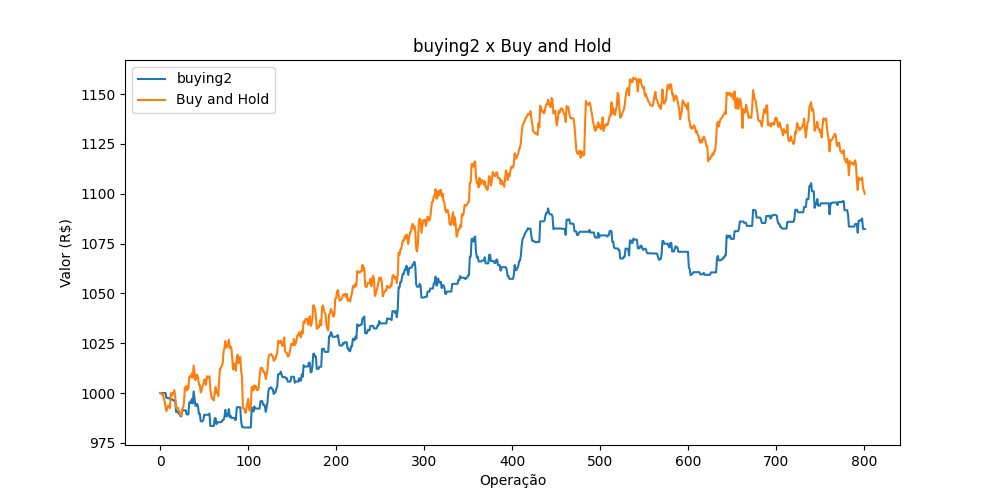 buying2 x Buy and Hold
buying2
Buy and Hold
Valor (R$)
1150
1125
1100
1075
1050
1025
1000
975
0 100 200 300 400 500 600 700 800
Operação